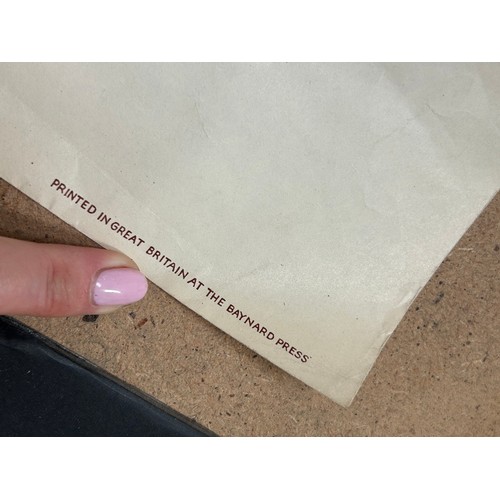 PRINTED IN GREAT BRITAIN AT THE BAYNARD PRESS